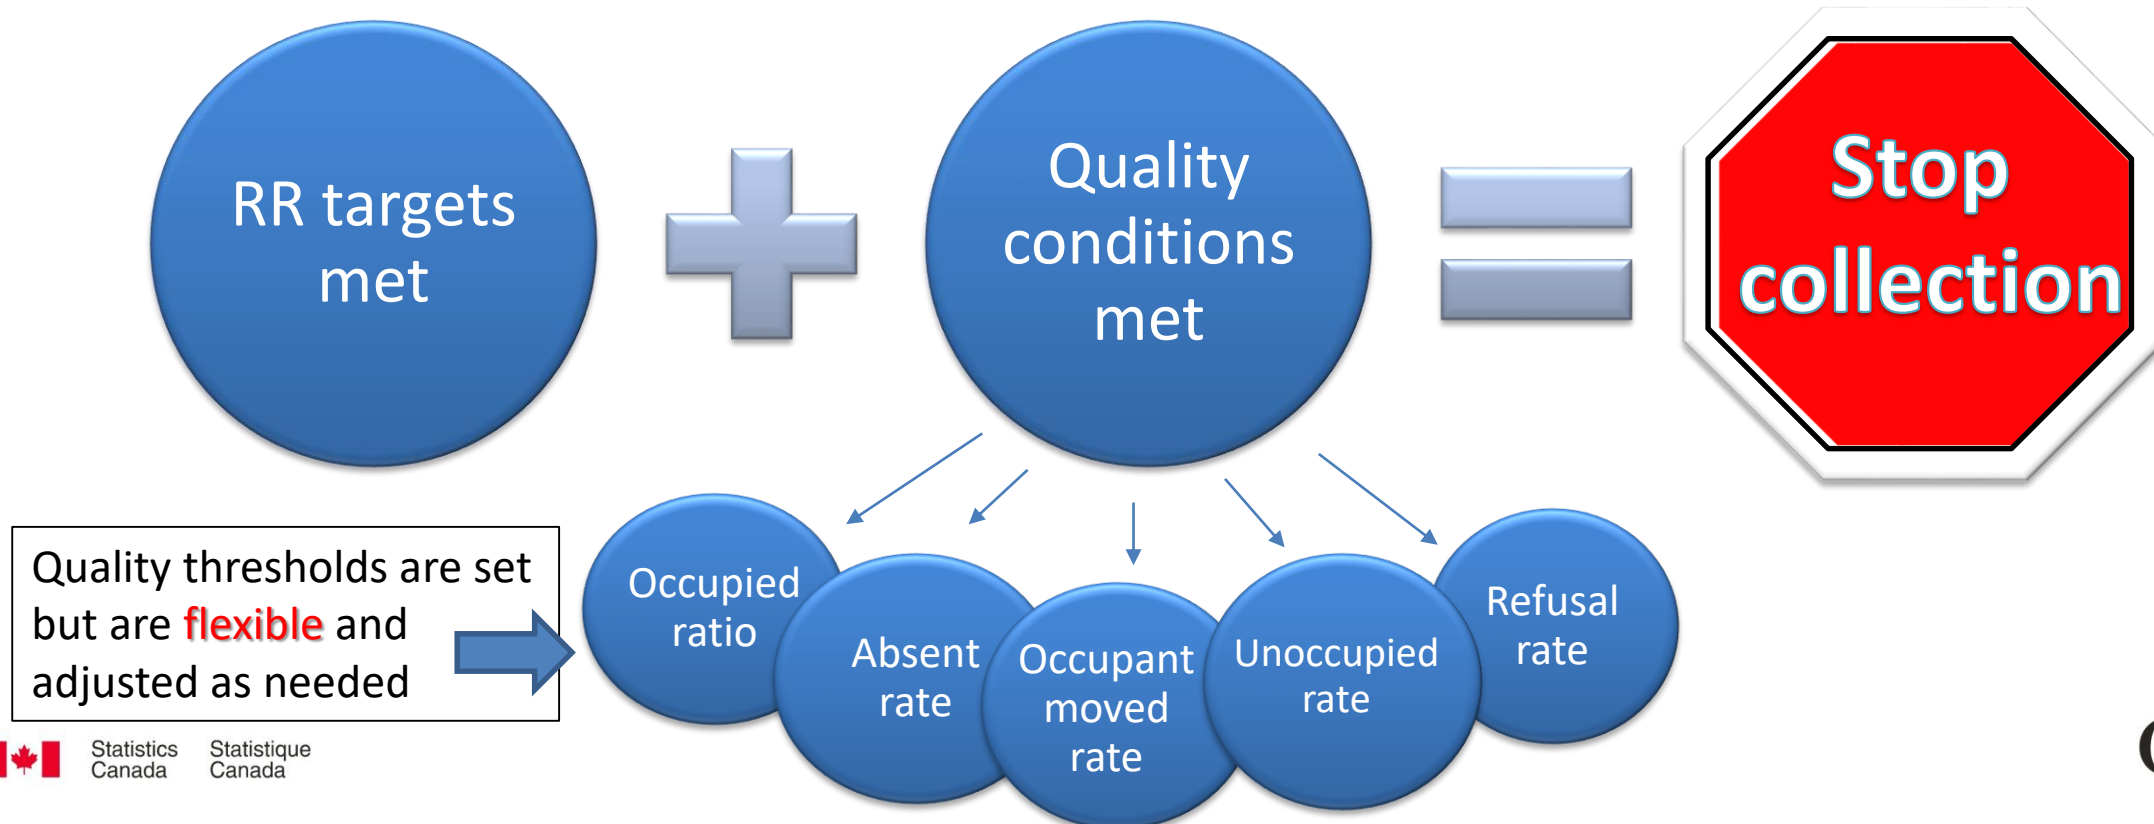 RR targets
met
Quality
conditions
met
Stop
collection
Quality thresholds are set
but are flexible and
adjusted as needed
Occupied
ratio
Absent
rate
Occupant
moved
rate
Unoccupied
rate
Refusal
rate
Statistics
Canada
Statistique
Canada